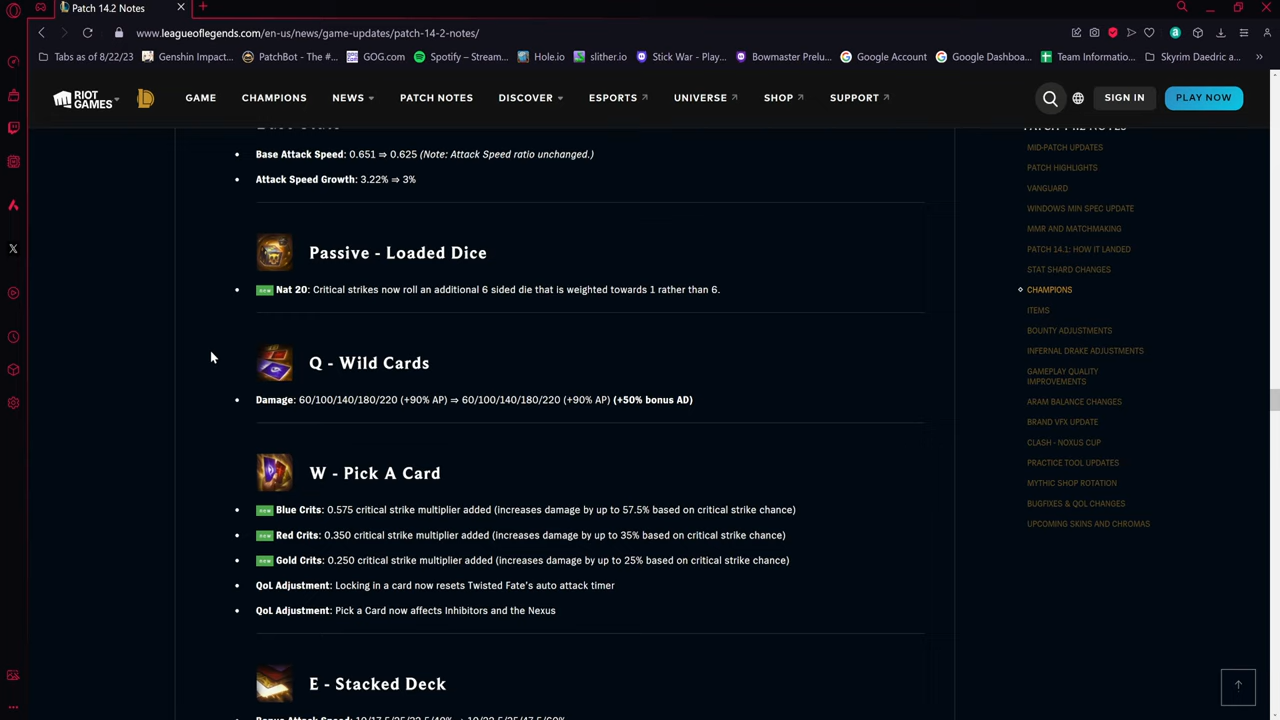 Patch 14.2 Notes
www.leagueoflegends.com/en-us/news/game-updates/patch-14-2-notes/
Tabs as of 8/22/23 Genshin Impact... PatchBot - The #... GOG.com Spotify – Stream... Hole.io slither.io Stick War - Play... Bowmaster Prelu... Google Account Google Dashboa... Team Informatio... Skyrim Daedric ...
RIOT GAMES GAME CHAMPIONS NEWS PATCH NOTES DISCOVER ESPORTS UNIVERSE SHOP SUPPORT SIGN IN PLAY NOW
Base Attack Speed: 0.651 ⇒ 0.625 (Note: Attack Speed ratio unchanged.)
Attack Speed Growth: 3.22% ⇒ 3%
Passive - Loaded Dice
new Nat 20: Critical strikes now roll an additional 6 sided die that is weighted towards 1 rather than 6.
Q - Wild Cards
Damage: 60/100/140/180/220 (+90% AP) ⇒ 60/100/140/180/220 (+90% AP) (+50% bonus AD)
W - Pick A Card
new Blue Crits: 0.575 critical strike multiplier added (increases damage by up to 57.5% based on critical strike chance)
new Red Crits: 0.350 critical strike multiplier added (increases damage by up to 35% based on critical strike chance)
new Gold Crits: 0.250 critical strike multiplier added (increases damage by up to 25% based on critical strike chance)
QoL Adjustment: Locking in a card now resets Twisted Fate's auto attack timer
QoL Adjustment: Pick a Card now affects Inhibitors and the Nexus
E - Stacked Deck
MID-PATCH UPDATES
PATCH HIGHLIGHTS
VANGUARD
WINDOWS MIN SPEC UPDATE
MMR AND MATCHMAKING
PATCH 14.1: HOW IT LANDED
STAT SHARD CHANGES
CHAMPIONS
ITEMS
BOUNTY ADJUSTMENTS
INFERNAL DRAKE ADJUSTMENTS
GAMEPLAY QUALITY
IMPROVEMENTS
ARAM BALANCE CHANGES
BRAND VFX UPDATE
CLASH - NOXUS CUP
PRACTICE TOOL UPDATES
MYTHIC SHOP ROTATION
BUGFIXES & QOL CHANGES
UPCOMING SKINS AND CHROMAS